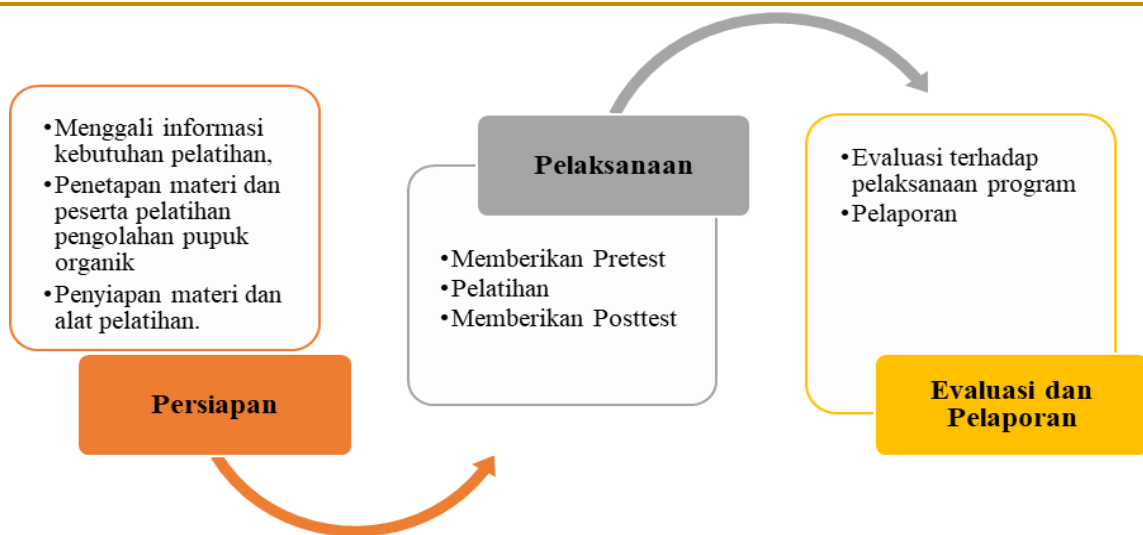 •Menggali informasi
kebutuhan pelatihan,
•Penetapan materi dan
peserta pelatihan
pengolahan pupuk
organik
•Penyiapan materi dan
alat pelatihan.
Persiapan
Pelaksanaan
•Memberikan Pretest
•Pelatihan
•Memberikan Posttest
•Evaluasi terhadap
pelaksanaan program
•Pelaporan
Evaluasi dan
Pelaporan